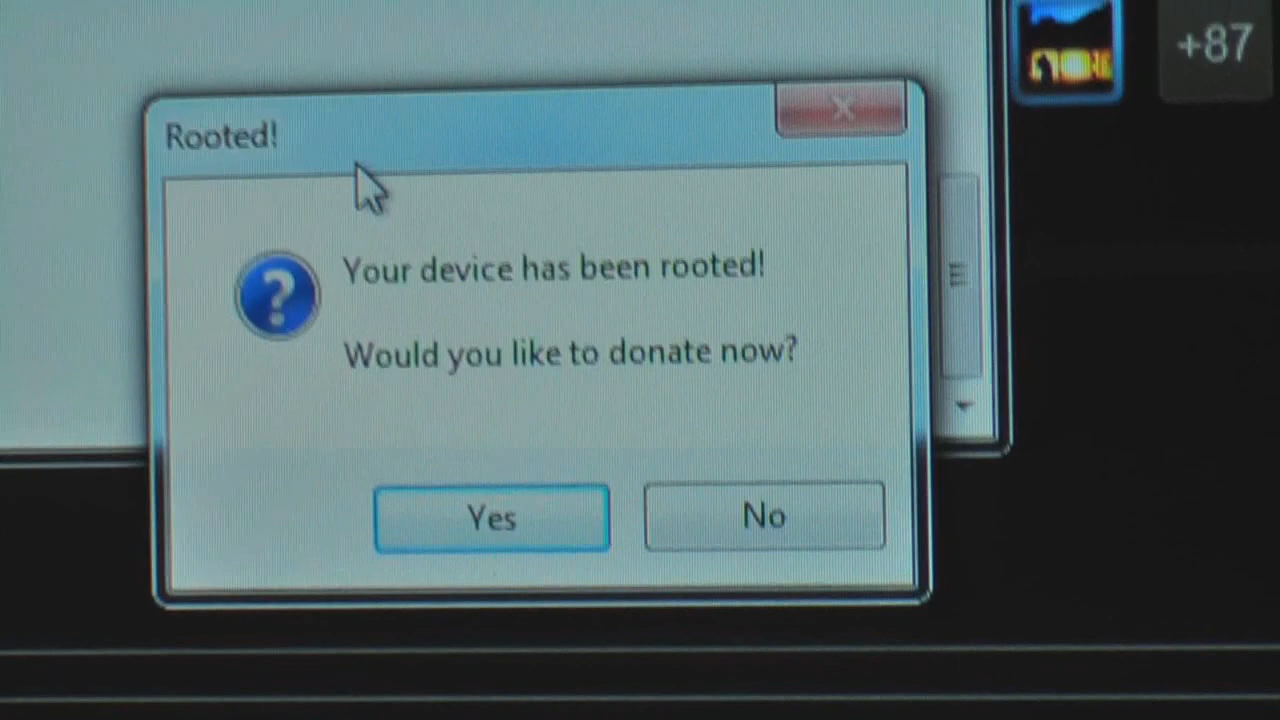 +87
Rooted!
Your device has been rooted!
Would you like to donate now?
Yes
No